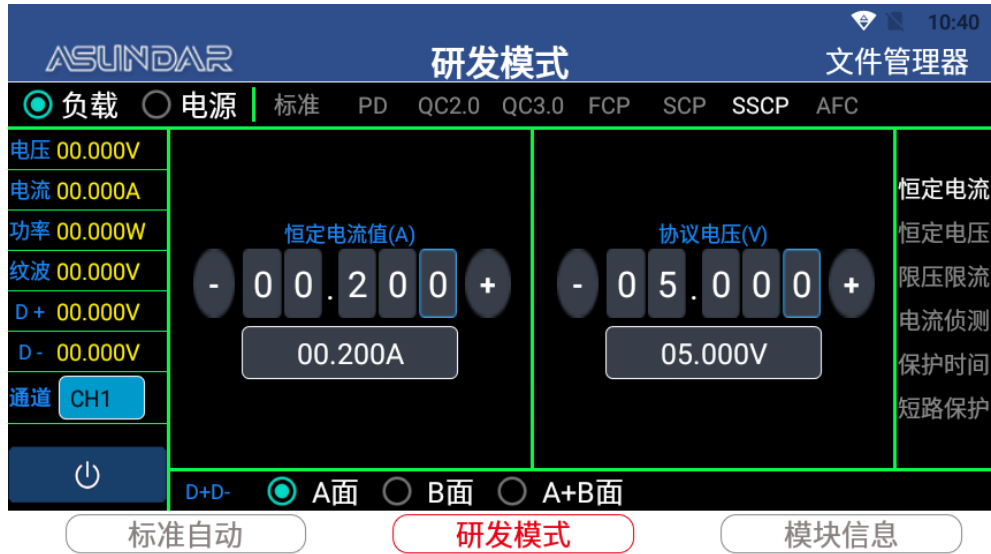 10:40
ASUNDAR 研发模式 文件管理器
负载 电源 标准 PD QC2.0 QC3.0 FCP SCP SSCP AFC
电压 00.000V
电流 00.000A
功率 00.000W
纹波 00.000V
D+ 00.000V
D- 00.000V
通道 CH1
恒定电流值(A)
- 0 0 . 2 0 0 +
00.200A
协议电压(V)
- 0 5 . 0 0 0 +
05.000V
恒定电流
恒定电压
限压限流
电流侦测
保护时间
短路保护
D+D- A面 B面 A+B面
标准自动 研发模式 模块信息